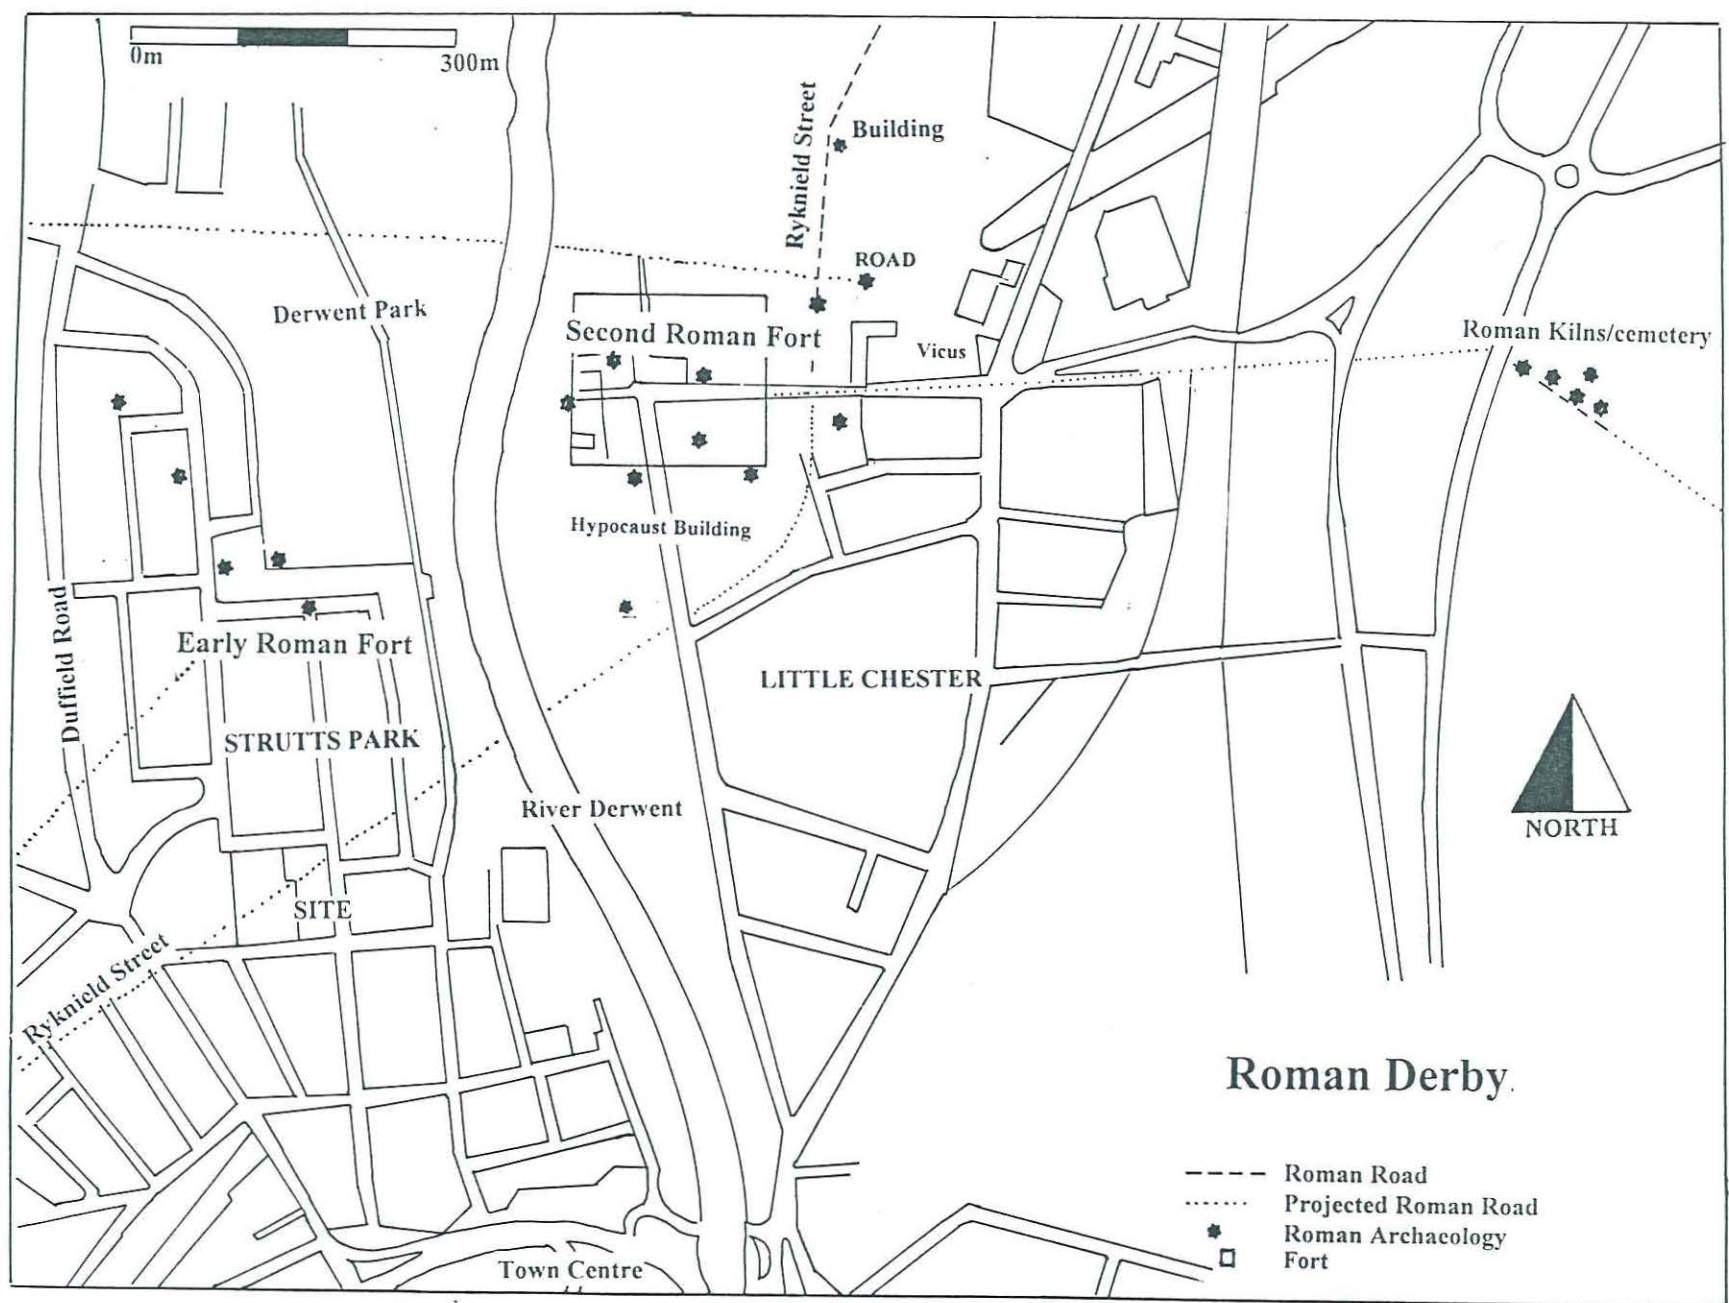 0m
300m
Ryknield Street
Building
ROAD
Derwent Park
Second Roman Fort
Vicus
Roman Kilns/cemetery
Hypocaust Building
Duffield Road
Early Roman Fort
LITTLE CHESTER
STRUTTS PARK
River Derwent
NORTH
SITE
Ryknield Street
Roman Derby
Roman Road
Projected Roman Road
Roman Archaeology
Fort
Town Centre